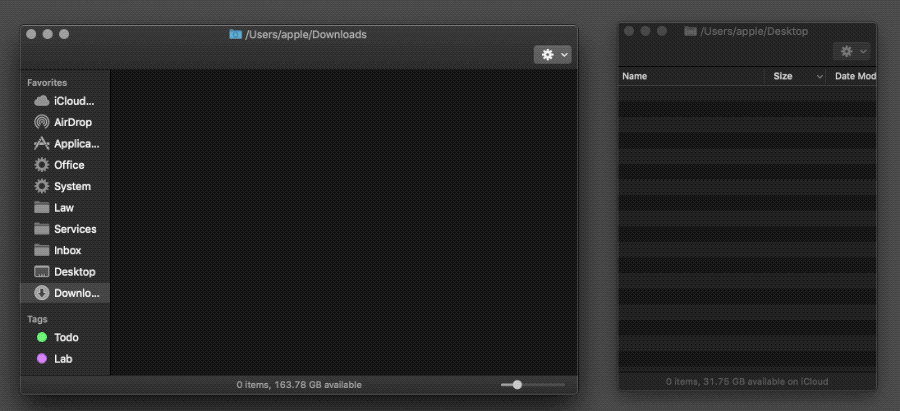 /Users/apple/Downloads
Favorites
iCloud...
AirDrop
Applica...
Office
System
Law
Services
Inbox
Desktop
Downlo...
Tags
Todo
Lab
0 items, 163.78 GB available
/Users/apple/Desktop
Name Size Date Mod
0 items, 31.75 GB available on iCloud